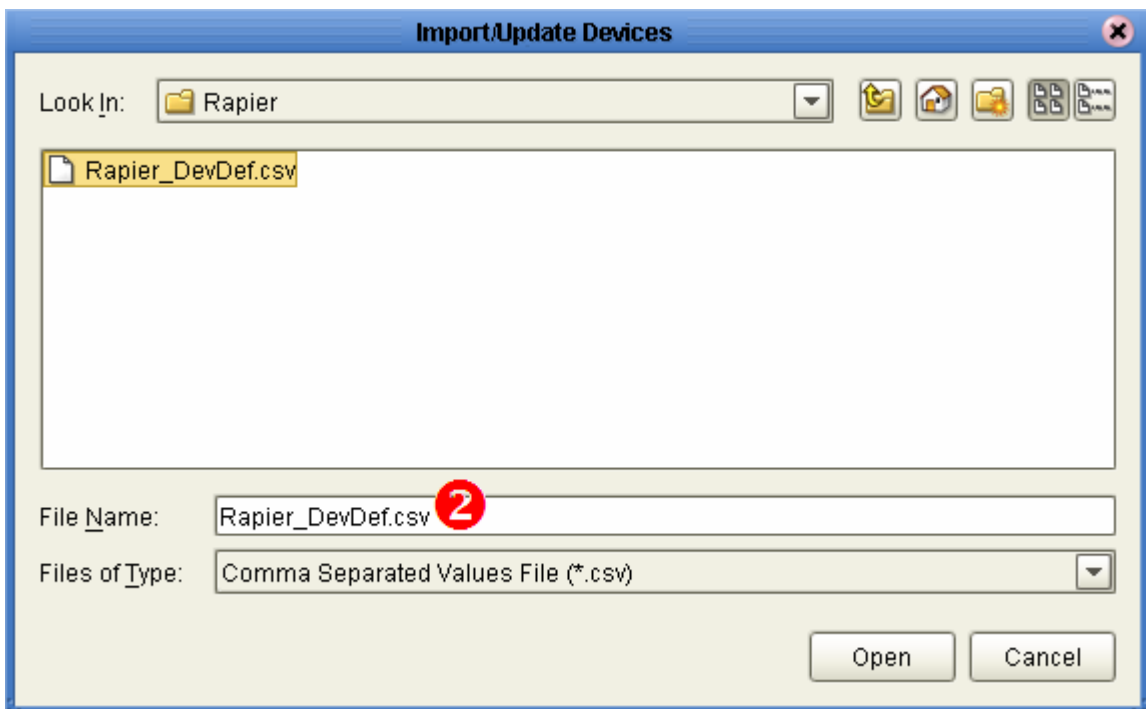 Import/Update Devices
Look In: Rapier
Rapier_DevDef.csv
File Name: Rapier_DevDef.csv 2
Files of Type: Comma Separated Values File (*.csv)
Open Cancel